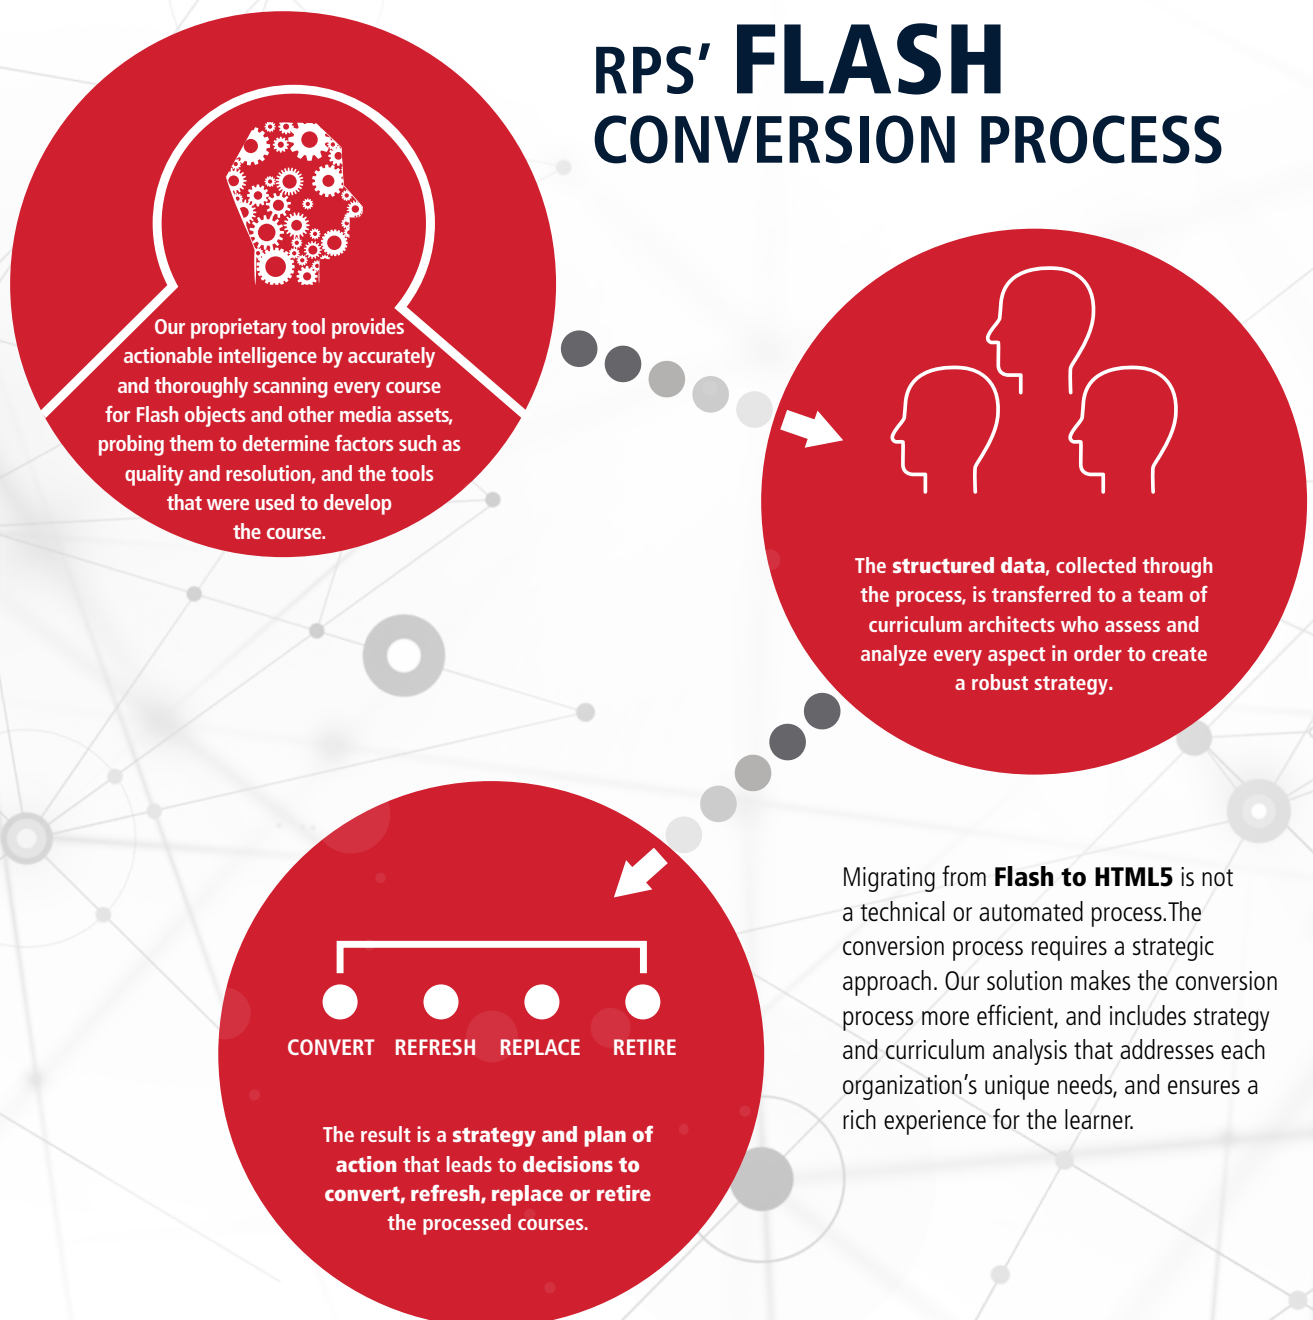 RPS’ FLASH
CONVERSION PROCESS
Our proprietary tool provides
actionable intelligence by accurately
and thoroughly scanning every course
for Flash objects and other media assets,
probing them to determine factors such as
quality and resolution, and the tools
that were used to develop
the course.
The structured data, collected through
the process, is transferred to a team of
curriculum architects who assess and
analyze every aspect in order to create
a robust strategy.
CONVERT REFRESH REPLACE RETIRE
The result is a strategy and plan of
action that leads to decisions to
convert, refresh, replace or retire
the processed courses.
Migrating from Flash to HTML5 is not
a technical or automated process.The
conversion process requires a strategic
approach. Our solution makes the conversion
process more efficient, and includes strategy
and curriculum analysis that addresses each
organization’s unique needs, and ensures a
rich experience for the learner.